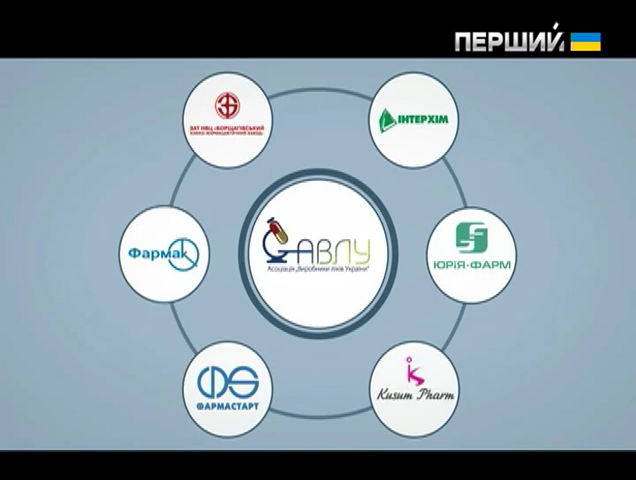 ПЕРШИЙ
ЗАТ НВЦ «БОРЩАГІВСЬКИЙ
ХІМІКО-ФАРМАЦЕВТИЧНИЙ ЗАВОД»
ІНТЕРХІМ
Фармак
АВЛУ
Асоціація „Виробники ліків України"
ЮРІЯ·ФАРМ
ФАРМАСТАРТ
Kusum Pharm